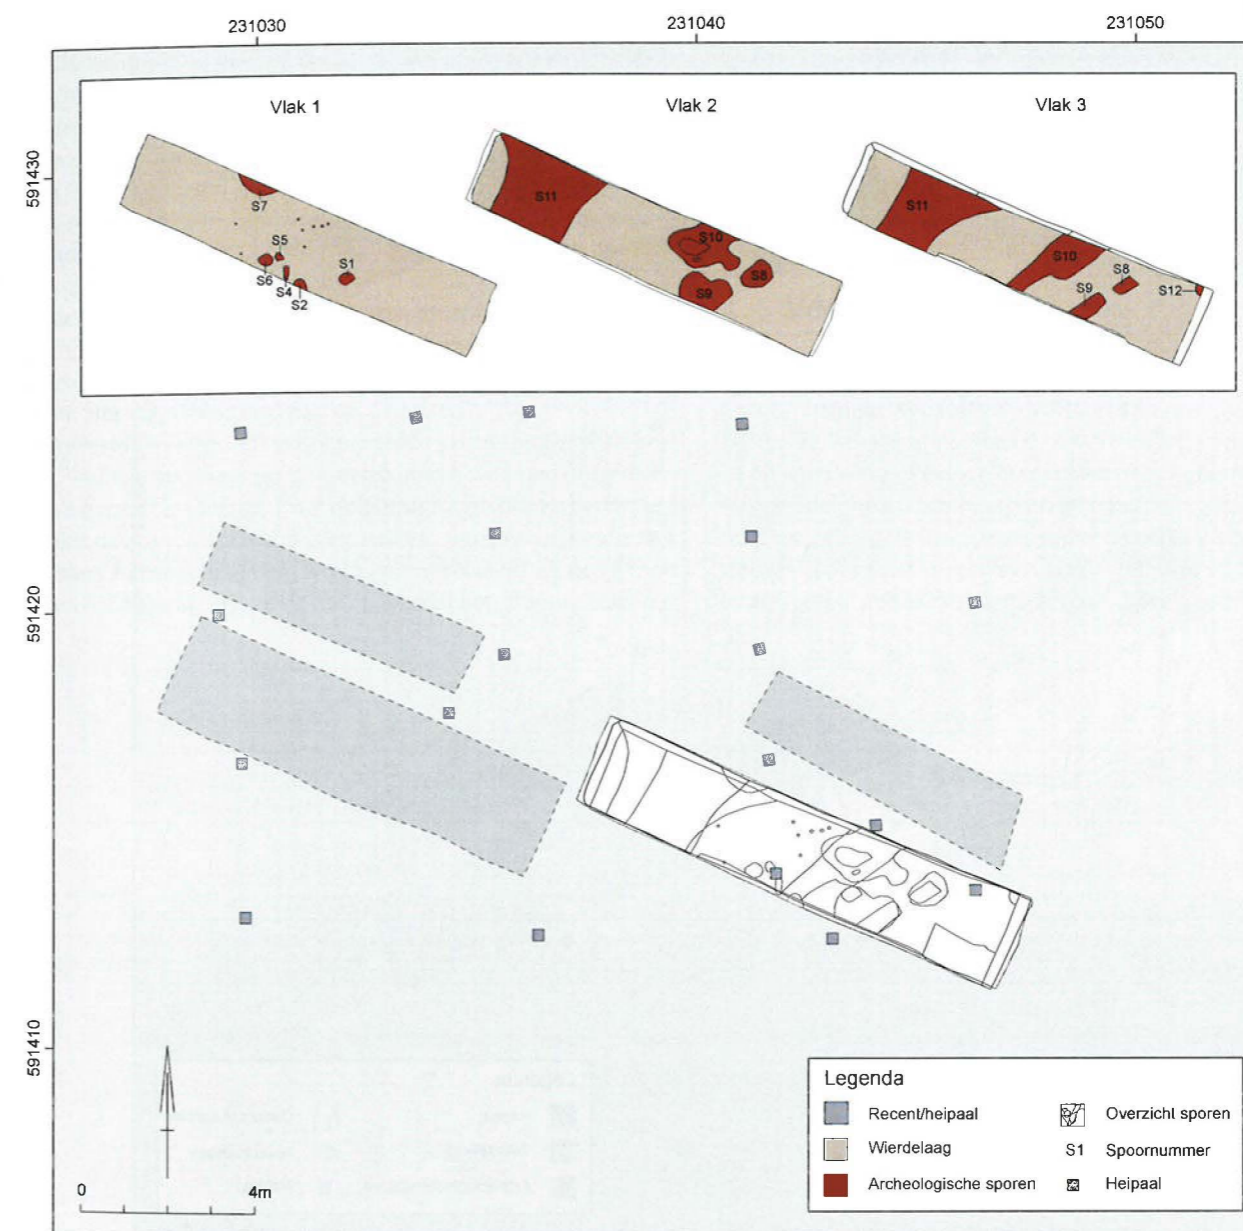 231030
231040
231050
591430
591420
591410
Vlak 1
Vlak 2
Vlak 3
S7
S5
S6
S4
S2
S1
S11
S10
S8
S9
S11
S10
S8
S9
S12
0
4m
Legenda
Recent/heipaal
Wierdelaag
Archeologische sporen
Overzicht sporen
S1 Spoornummer
Heipaal